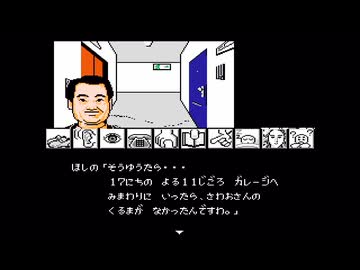 ほしの「そうゆうたら・・・
17にちの よる11じごろ ガレージへ
みまわりに いったら、さわおさんの
くるまが なかったんですわ。」